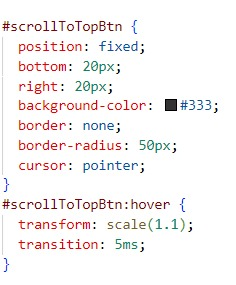 #scrollToTopBtn {
  position: fixed;
  bottom: 20px;
  right: 20px;
  background-color: #333;
  border: none;
  border-radius: 50px;
  cursor: pointer;
}
#scrollToTopBtn:hover {
  transform: scale(1.1);
  transition: 5ms;
}